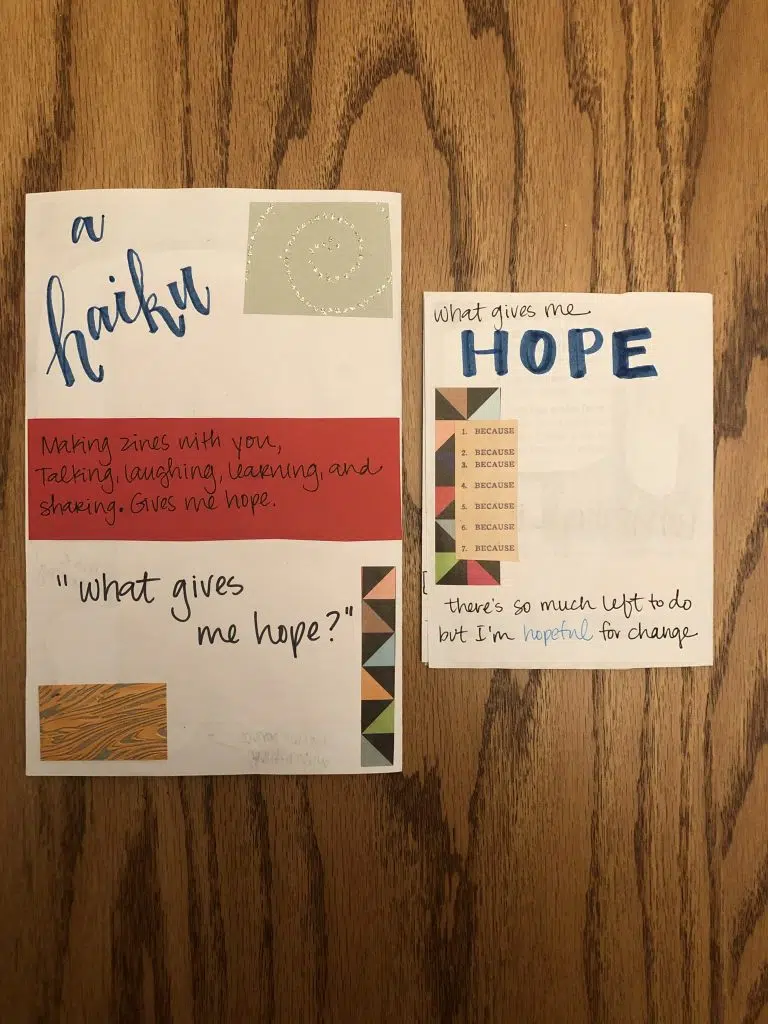 a
haiku
Making zines with you,
Talking, laughing, learning, and
sharing. Gives me hope.
"what gives
me hope?"
what gives me
HOPE
1. BECAUSE
2. BECAUSE
3. BECAUSE
4. BECAUSE
5. BECAUSE
6. BECAUSE
7. BECAUSE
there's so much left to do
but I'm hopeful for change